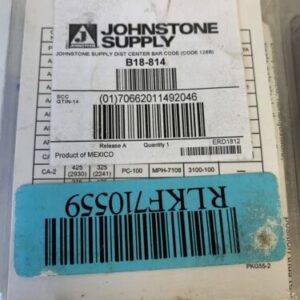 JOHNSTONE
SUPPLY
JOHNSTONE SUPPLY DIST CENTER BAR CODE (CODE 128B)
B18-814
SCC
GTIN-14
(01)70662011492046
Release A Quantity 1 ERD1812
Product of MEXICO
CA-2 425 (2930) 325 (2241) PC-100 MPH-7108 3100-100
RLKF710559
PKG55-2